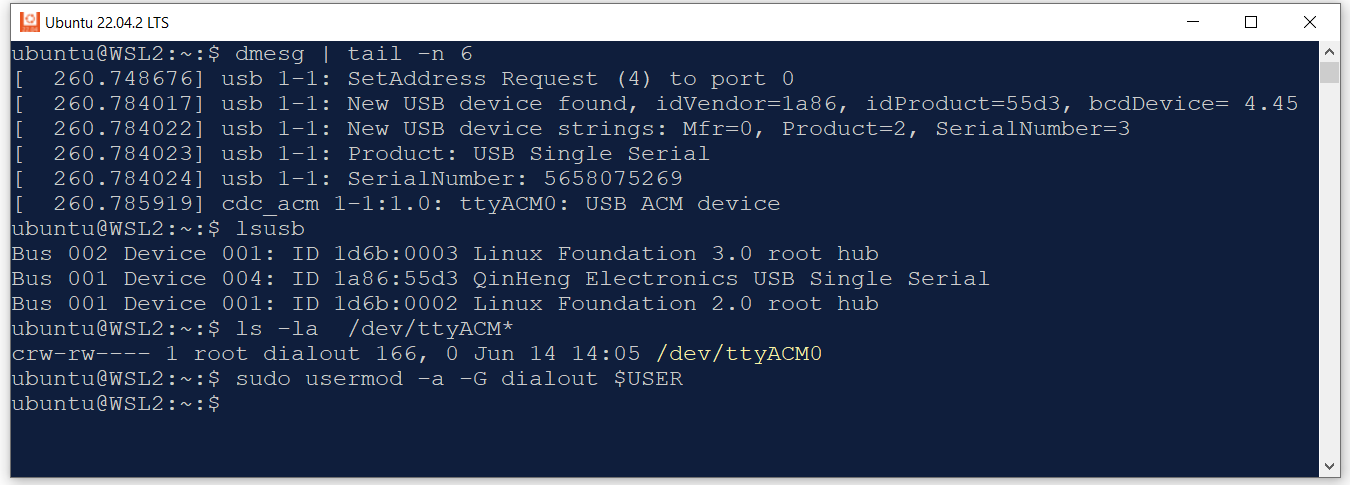 Ubuntu 22.04.2 LTS
ubuntu@WSL2:~:$ dmesg | tail -n 6
[  260.748676] usb 1-1: SetAddress Request (4) to port 0
[  260.784017] usb 1-1: New USB device found, idVendor=1a86, idProduct=55d3, bcdDevice= 4.45
[  260.784022] usb 1-1: New USB device strings: Mfr=0, Product=2, SerialNumber=3
[  260.784023] usb 1-1: Product: USB Single Serial
[  260.784024] usb 1-1: SerialNumber: 5658075269
[  260.785919] cdc_acm 1-1:1.0: ttyACM0: USB ACM device
ubuntu@WSL2:~:$ lsusb
Bus 002 Device 001: ID 1d6b:0003 Linux Foundation 3.0 root hub
Bus 001 Device 004: ID 1a86:55d3 QinHeng Electronics USB Single Serial
Bus 001 Device 001: ID 1d6b:0002 Linux Foundation 2.0 root hub
ubuntu@WSL2:~:$ ls -la  /dev/ttyACM*
crw-rw---- 1 root dialout 166, 0 Jun 14 14:05 /dev/ttyACM0
ubuntu@WSL2:~:$ sudo usermod -a -G dialout $USER
ubuntu@WSL2:~:$